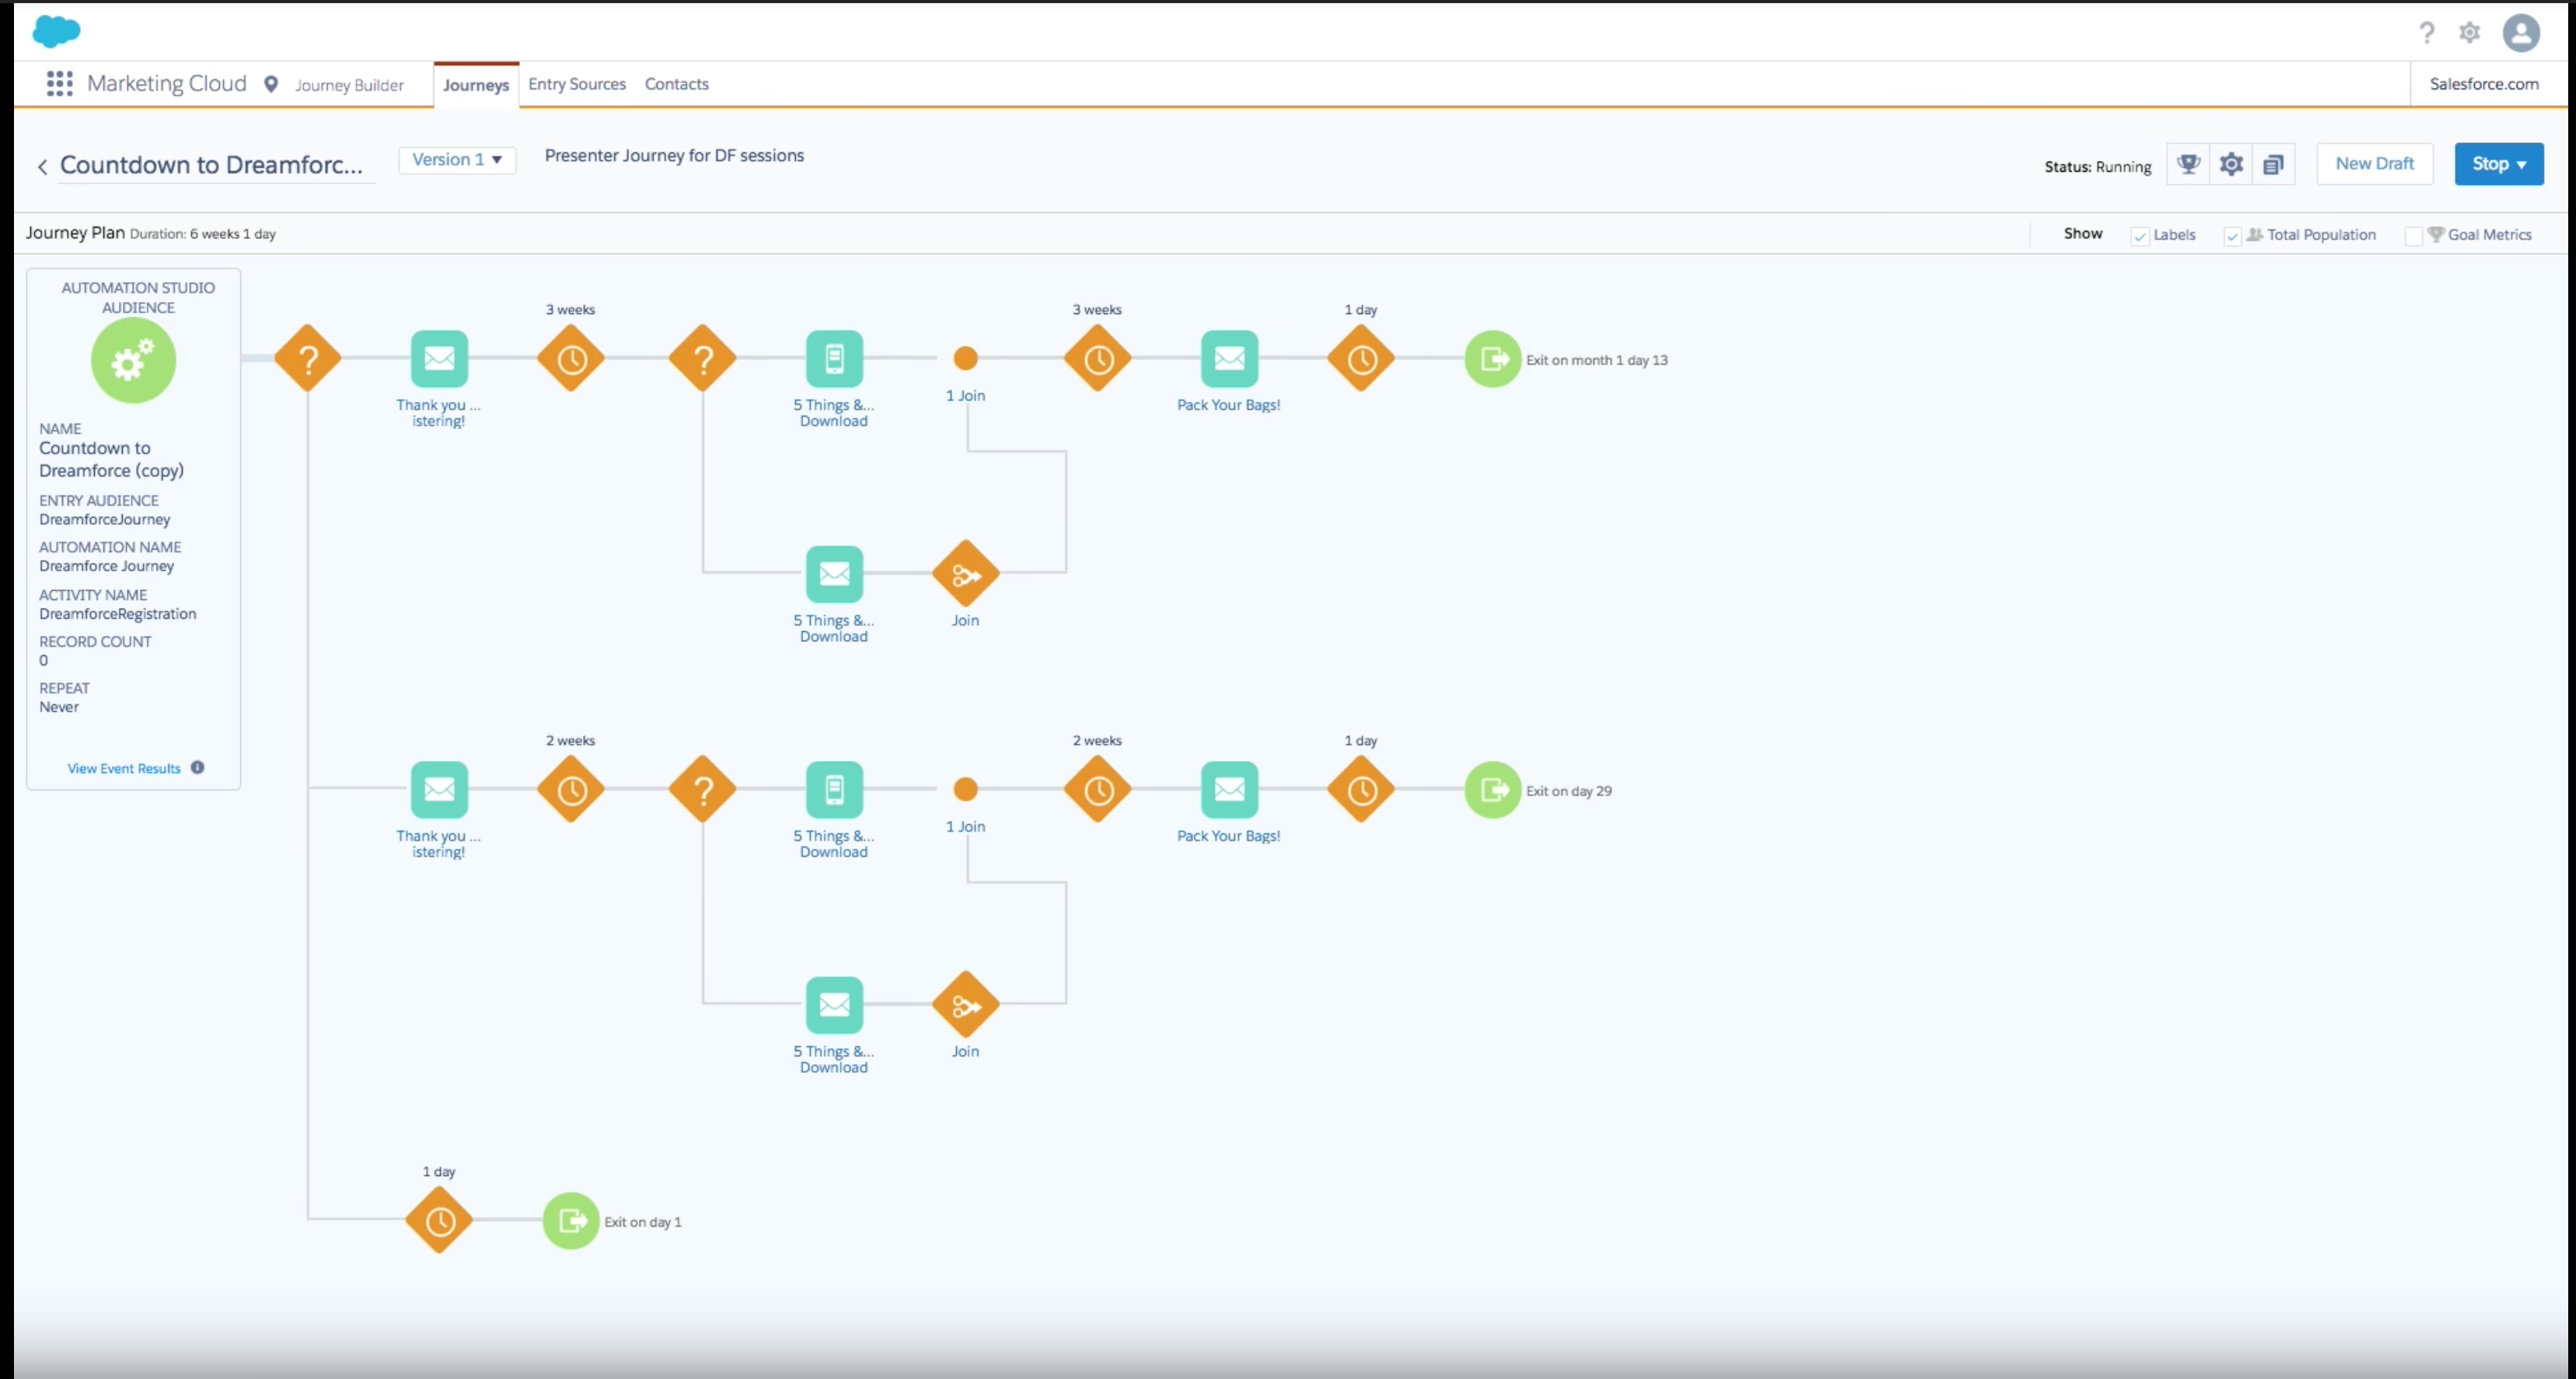 Marketing Cloud Journey Builder Journeys Entry Sources Contacts Salesforce.com
Countdown to Dreamforc... Version 1 Presenter Journey for DF sessions Status: Running New Draft Stop
Journey Plan Duration: 6 weeks 1 day Show Labels Total Population Goal Metrics
AUTOMATION STUDIO
AUDIENCE
NAME
Countdown to
Dreamforce (copy)
ENTRY AUDIENCE
DreamforceJourney
AUTOMATION NAME
Dreamforce Journey
ACTIVITY NAME
DreamforceRegistration
RECORD COUNT
0
REPEAT
Never
View Event Results
3 weeks
3 weeks
1 day
? ?
Exit on month 1 day 13
Thank you ...
istering!
5 Things &...
Download
1 Join
Pack Your Bags!
5 Things &...
Download
Join
2 weeks
2 weeks
1 day
?
Exit on day 29
Thank you ...
istering!
5 Things &...
Download
1 Join
Pack Your Bags!
5 Things &...
Download
Join
1 day
Exit on day 1